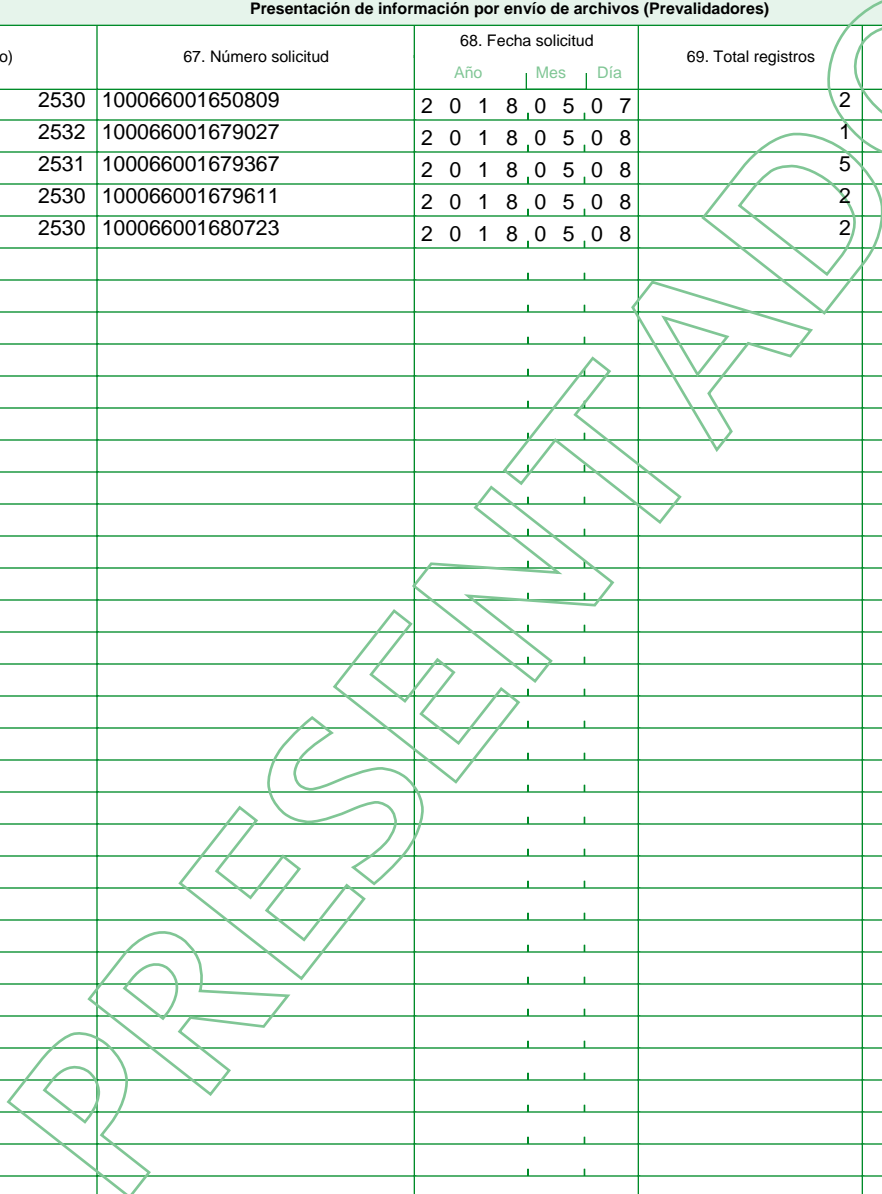 Presentación de información por envío de archivos (Prevalidadores)
o) 67. Número solicitud 68. Fecha solicitud 69. Total registros
Año Mes Día
2530 100066001650809 2 0 1 8 0 5 0 7 2
2532 100066001679027 2 0 1 8 0 5 0 8 1
2531 100066001679367 2 0 1 8 0 5 0 8 5
2530 100066001679611 2 0 1 8 0 5 0 8 2
2530 100066001680723 2 0 1 8 0 5 0 8 2
PRESENTADO